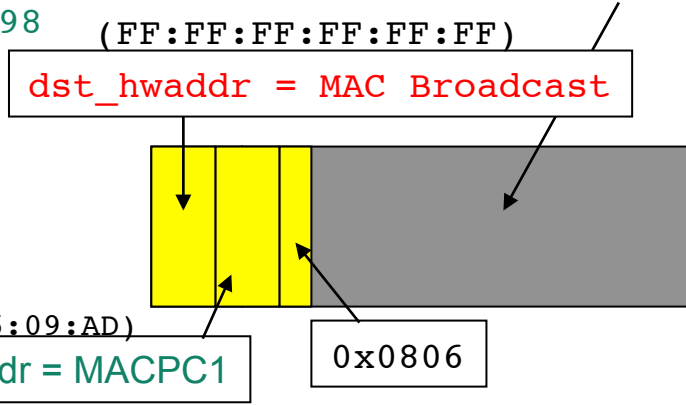 98
(FF:FF:FF:FF:FF:FF)
dst_hwaddr = MAC Broadcast
:09:AD)
dr = MACPC1
0x0806